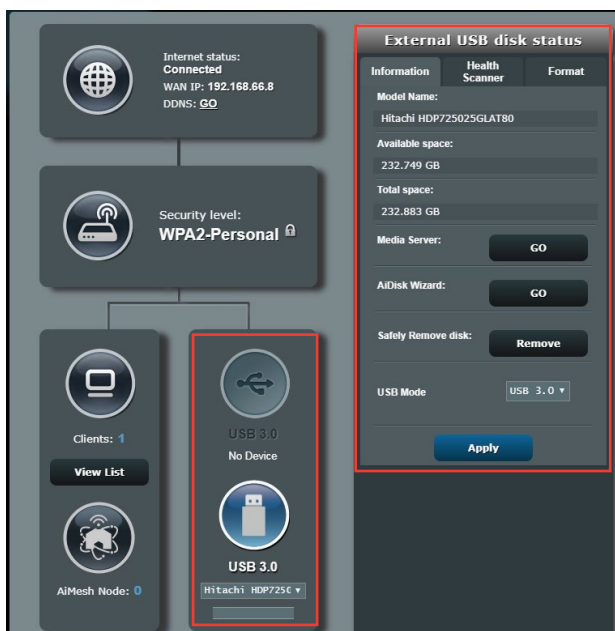 Internet status:
Connected
WAN IP: 192.168.66.8
DDNS: GO
Security level:
WPA2-Personal
Clients: 1
View List
AiMesh Node: 0
USB 3.0
No Device
USB 3.0
Hitachi HDP725C
External USB disk status
Information
Health
Scanner
Format
Model Name:
Hitachi HDP725025GLAT80
Available space:
232.749 GB
Total space:
232.883 GB
Media Server:
GO
AiDisk Wizard:
GO
Safely Remove disk:
Remove
USB Mode
USB 3.0
Apply